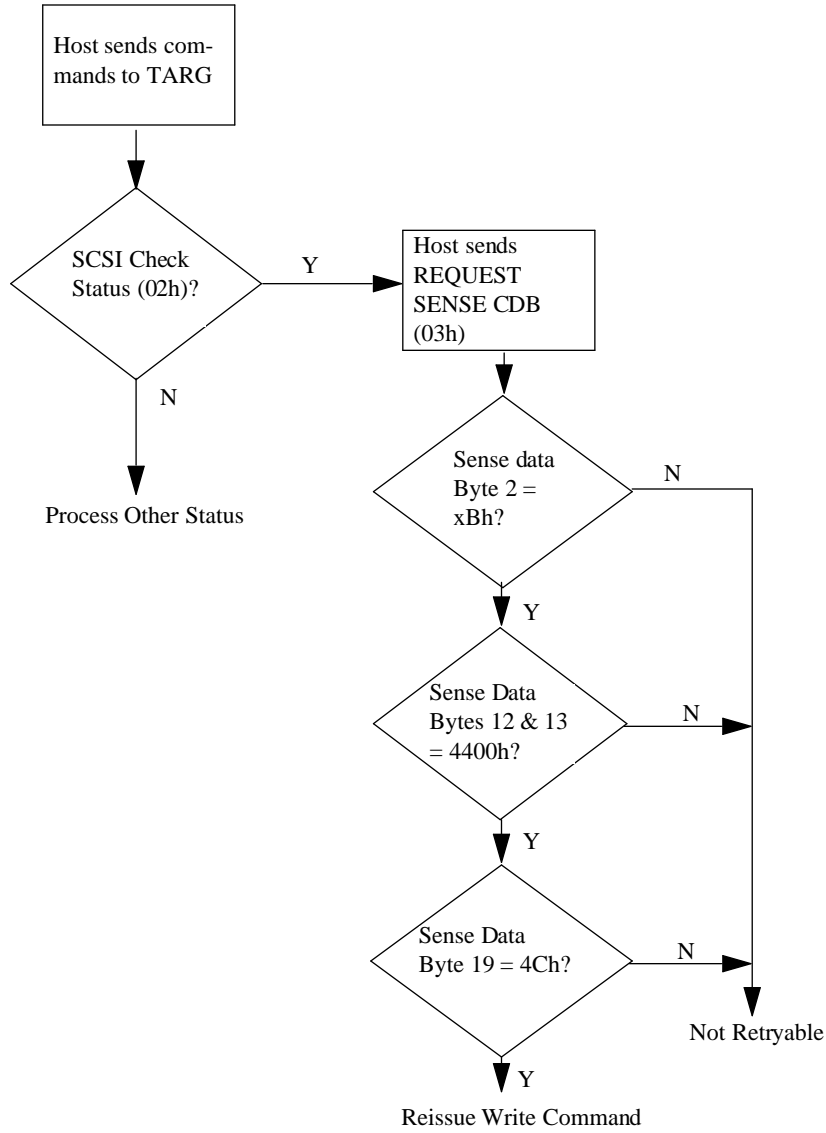 Host sends com-
mands to TARG
SCSI Check
Status (02h)?
Y
Host sends
REQUEST
SENSE CDB
(03h)
N
Process Other Status
Sense data
Byte 2 =
xBh?
N
Y
Sense Data
Bytes 12 & 13
= 4400h?
N
Y
Sense Data
Byte 19 = 4Ch?
N
Not Retryable
Y
Reissue Write Command